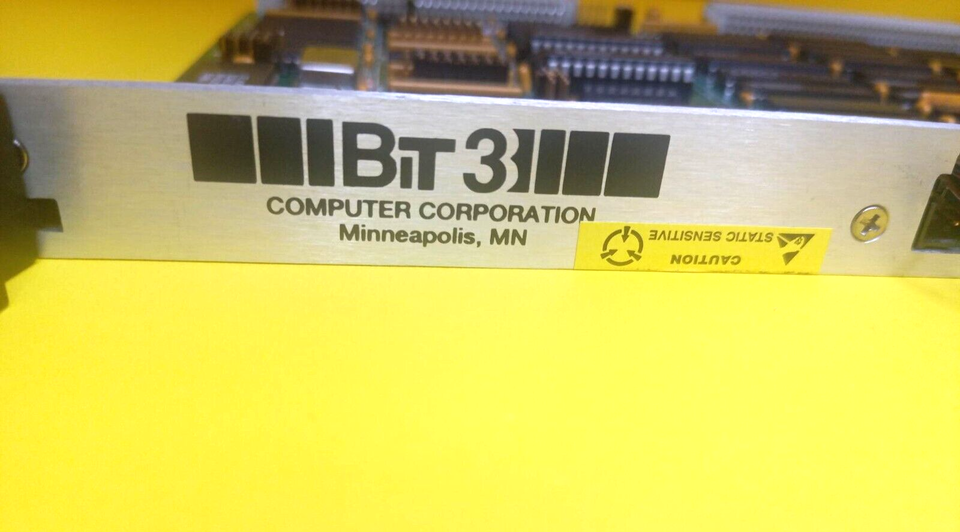 BiT 3
COMPUTER CORPORATION
Minneapolis, MN
CAUTION
STATIC SENSITIVE